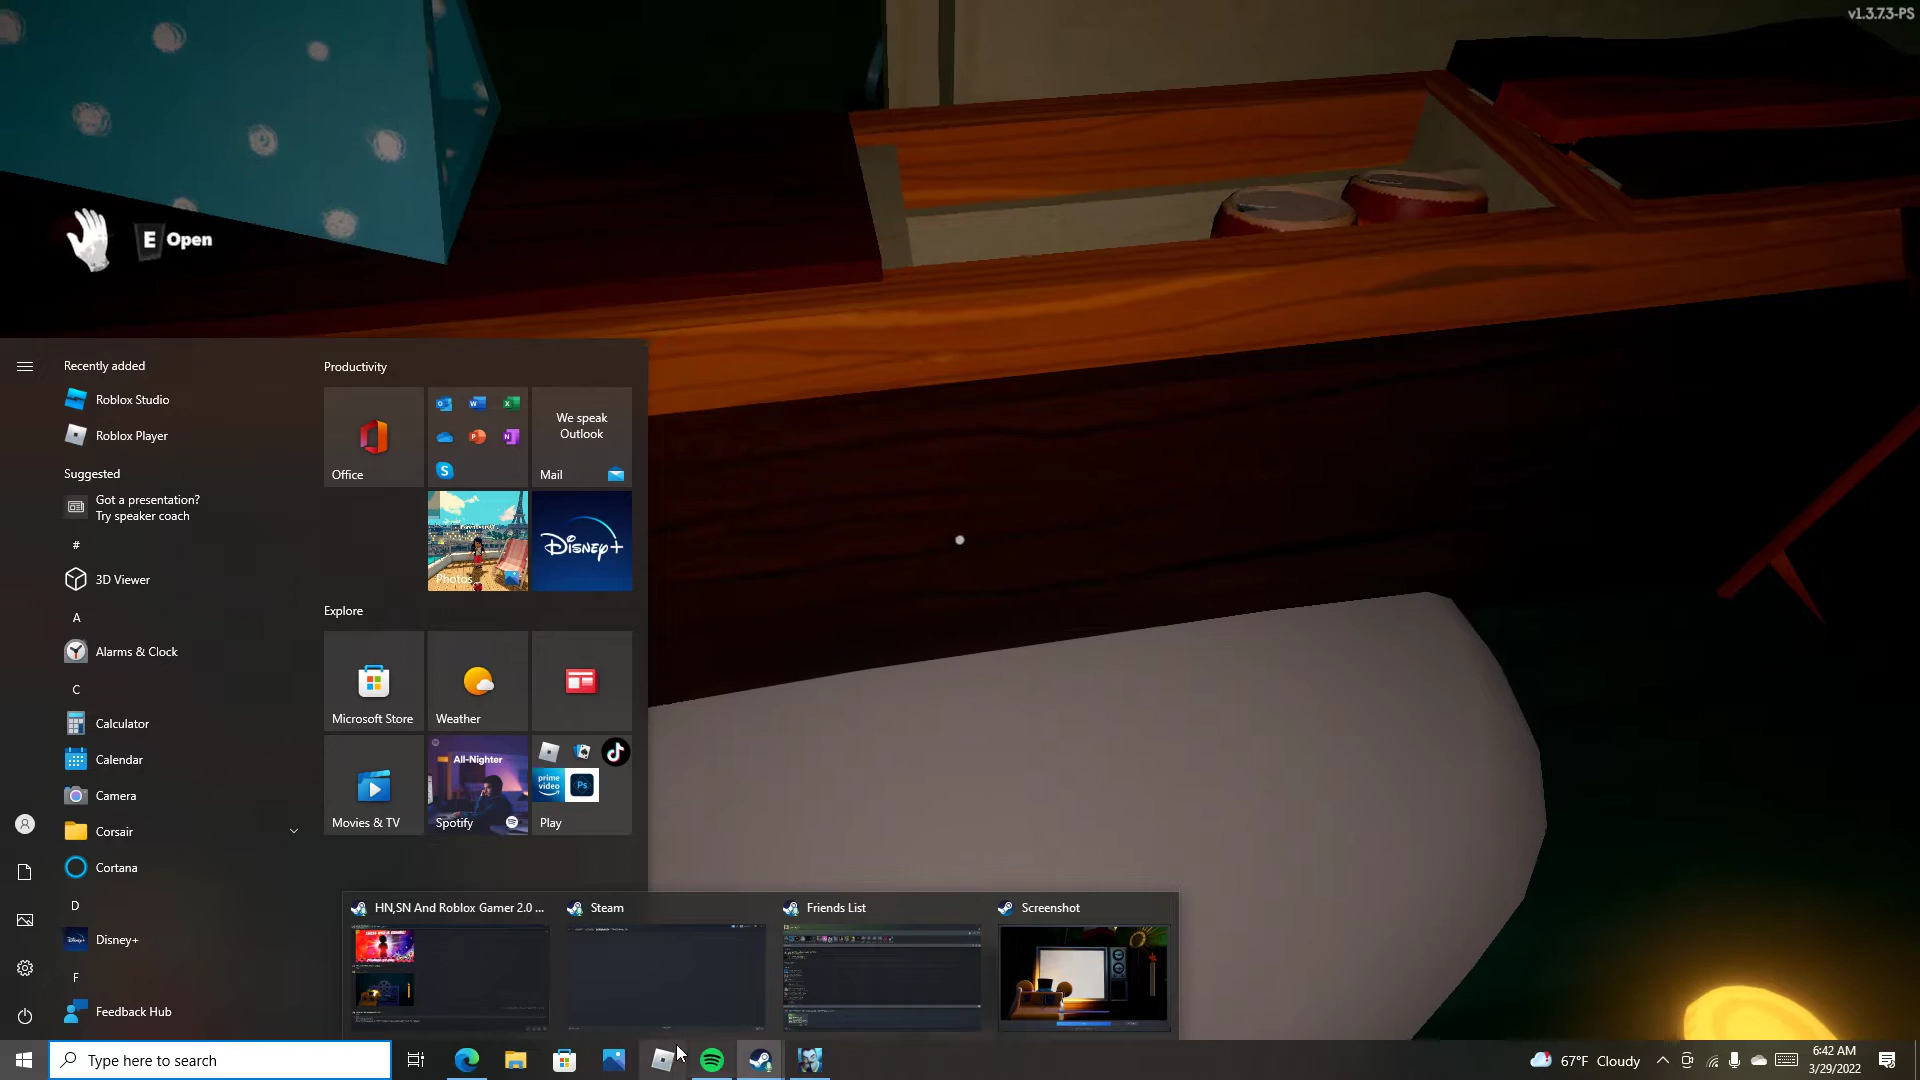 v1.3.7.3-PS
E Open
Recently added
Roblox Studio
Roblox Player
Suggested
Got a presentation?
Try speaker coach
#
3D Viewer
A
Alarms & Clock
C
Calculator
Calendar
Camera
Corsair
Cortana
D
Disney+
F
Feedback Hub
Productivity
Office
We speak
Outlook
Mail
Photos
Disney+
Explore
Microsoft Store
Weather
Movies & TV
All-Nighter
Spotify
prime
video
Ps
Play
HN,SN And Roblox Gamer 2.0 ...
Steam
Friends List
Screenshot
Type here to search
67°F Cloudy
6:42 AM
3/29/2022